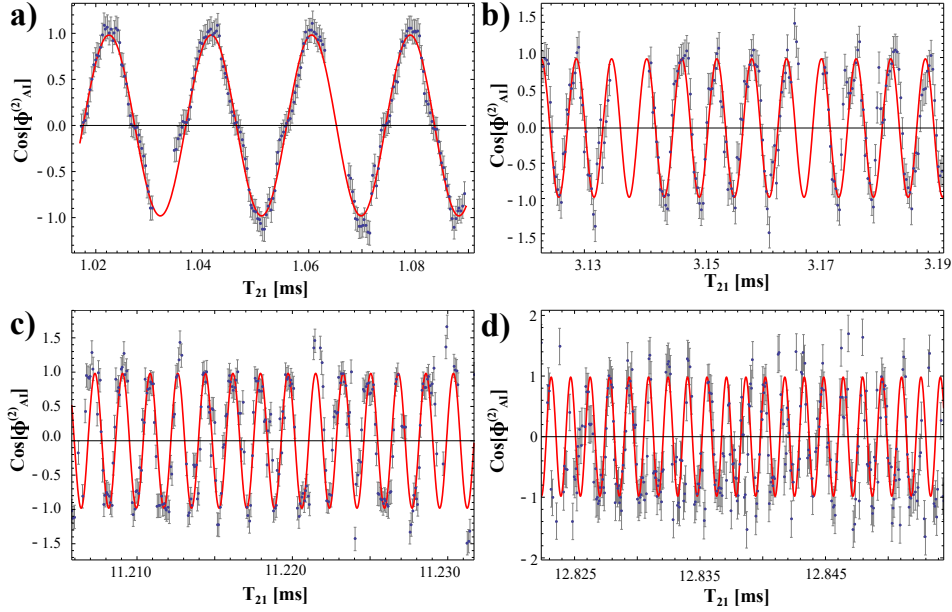 a)
Cos[Φ⁽²⁾AI]
1.0
0.5
0.0
- 0.5
- 1.0
1.02 1.04 1.06 1.08
T21 [ms]
b)
Cos[Φ⁽²⁾AI]
1.5
1.0
0.5
0.0
- 0.5
- 1.0
- 1.5
3.13 3.15 3.17 3.19
T21 [ms]
c)
Cos[Φ⁽²⁾AI]
1.5
1.0
0.5
0.0
- 0.5
- 1.0
- 1.5
11.210 11.220 11.230
T21 [ms]
d)
Cos[Φ⁽²⁾AI]
2
1
0
- 1
- 2
12.825 12.835 12.845
T21 [ms]